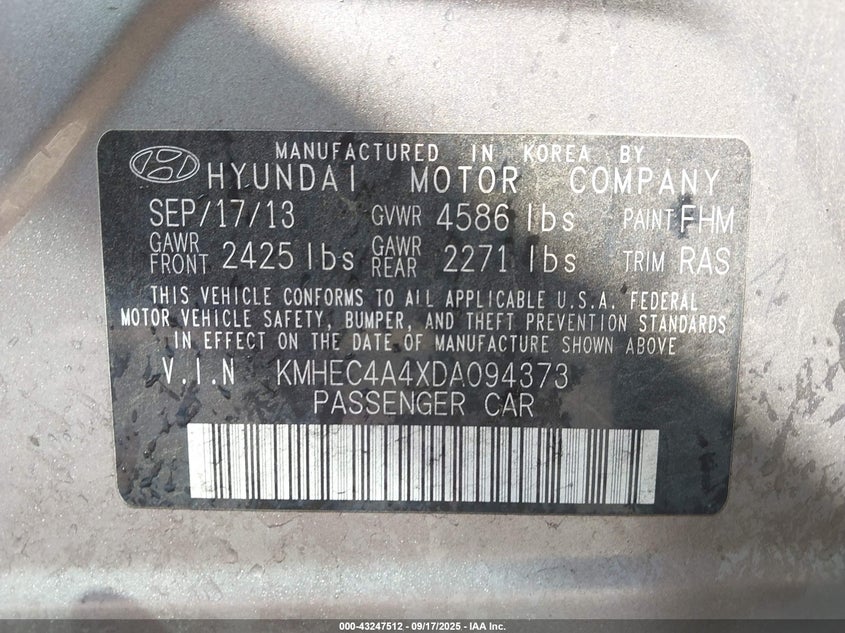 MANUFACTURED IN KOREA BY
HYUNDAI MOTOR COMPANY
SEP/17/13 GVWR 4586 lbs PAINT FHM
GAWR FRONT 2425 lbs GAWR REAR 2271 lbs TRIM RAS
THIS VEHICLE CONFORMS TO ALL APPLICABLE U.S.A. FEDERAL
MOTOR VEHICLE SAFETY, BUMPER, AND THEFT PREVENTION STANDARDS
IN EFFECT ON THE DATE OF MANUFACTURE SHOWN ABOVE
V.I.N KMHEC4A4XDA094373
PASSENGER CAR
000-43247512 - 09/17/2025 - IAA Inc.